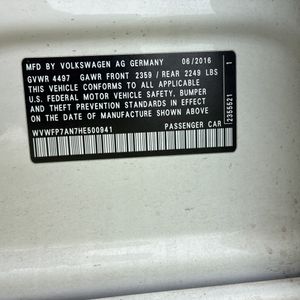 MFD BY VOLKSWAGEN AG GERMANY 06/2016
GVWR 4497 GAWR FRONT 2359 / REAR 2249 LBS
THIS VEHICLE CONFORMS TO ALL APPLICABLE
U.S. FEDERAL MOTOR VEHICLE SAFETY, BUMPER
AND THEFT PREVENTION STANDARDS IN EFFECT
ON THE DATE OF MANUFACTURE SHOWN ABOVE
WVWFP7AN7HE500941 PASSENGER CAR
2355521 1